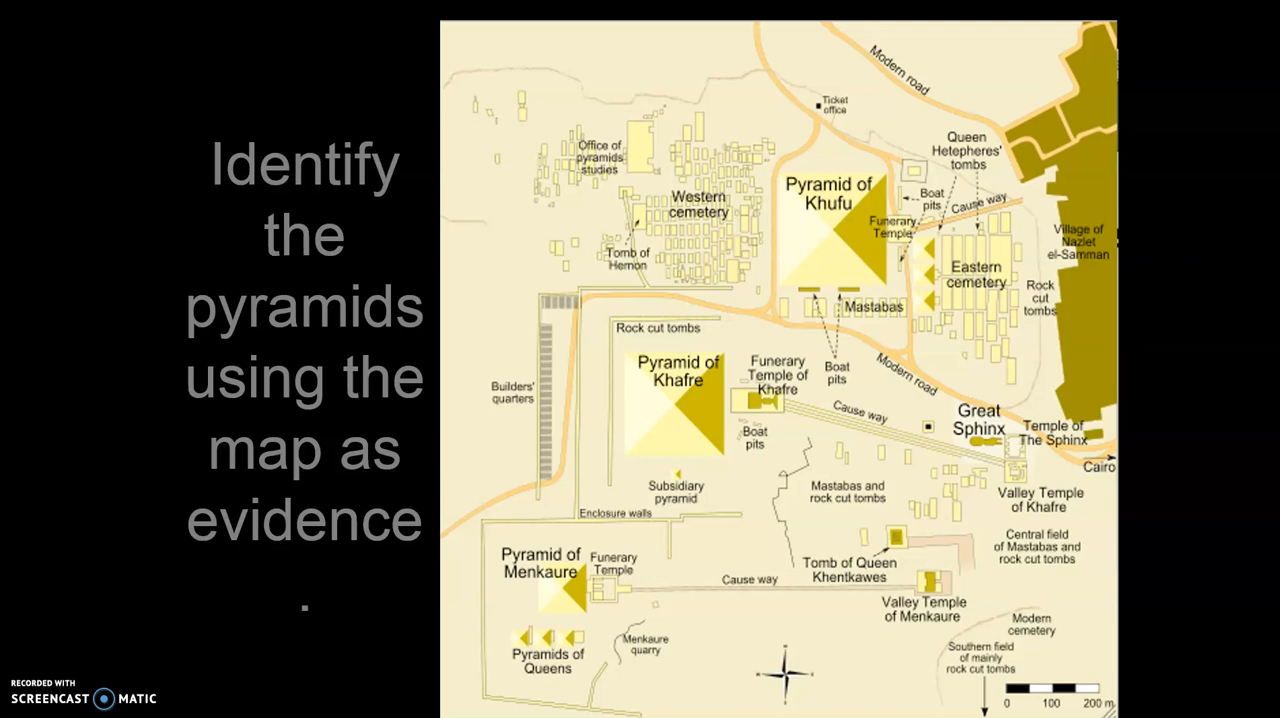 Identify
the
pyramids
using the
map as
evidence
.
Modern road
Ticket
office
Office of
pyramids
studies
Queen
Hetepheres'
tombs
Western
cemetery
Pyramid of
Khufu
Boat
pits
Cause way
Funerary
Temple
Village of
Nazlet
el-Samman
Tomb of
Hemon
Eastern
cemetery
Rock
cut
tombs
Mastabas
Rock cut tombs
Pyramid of
Khafre
Funerary
Temple of
Khafre
Boat
pits
Modern road
Builders'
quarters
Cause way
Great
Sphinx
Temple of
The Sphinx
Boat
pits
Cairo
Subsidiary
pyramid
Mastabas and
rock cut tombs
Valley Temple
of Khafre
Enclosure walls
Central field
of Mastabas and
rock cut tombs
Pyramid of
Menkaure
Funerary
Temple
Tomb of Queen
Khentkawes
Cause way
Valley Temple
of Menkaure
Modern
cemetery
Menkaure
quarry
Pyramids of
Queens
Southern field
of mainly
rock cut tombs
0 100 200 m
RECORDED WITH
SCREENCAST MATIC